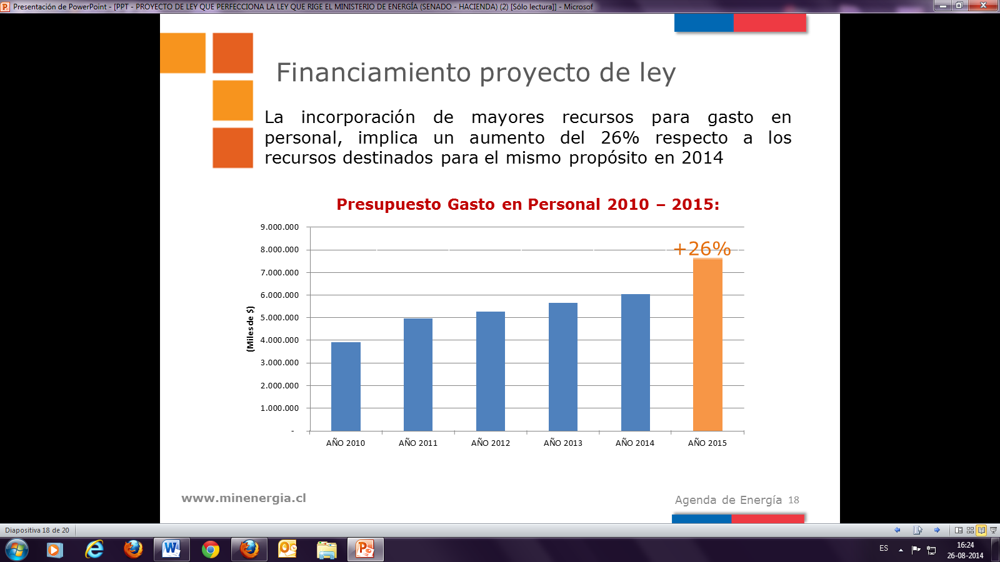 Presentación de PowerPoint - [PPT - PROYECTO DE LEY QUE PERFECCIONA LA LEY QUE RIGE EL MINISTERIO DE ENERGÍA (SENADO - HACIENDA) (2) [Sólo lectura]] - Microsof
Financiamiento proyecto de ley
La incorporación de mayores recursos para gasto en
personal, implica un aumento del 26% respecto a los
recursos destinados para el mismo propósito en 2014
Presupuesto Gasto en Personal 2010 – 2015:
(Miles de $)
9.000.000
8.000.000
7.000.000
6.000.000
5.000.000
4.000.000
3.000.000
2.000.000
1.000.000
-
+26%
AÑO 2010
AÑO 2011
AÑO 2012
AÑO 2013
AÑO 2014
AÑO 2015
www.minenergia.cl
Agenda de Energía 18
Diapositiva 18 de 20
ES
16:24
26-08-2014